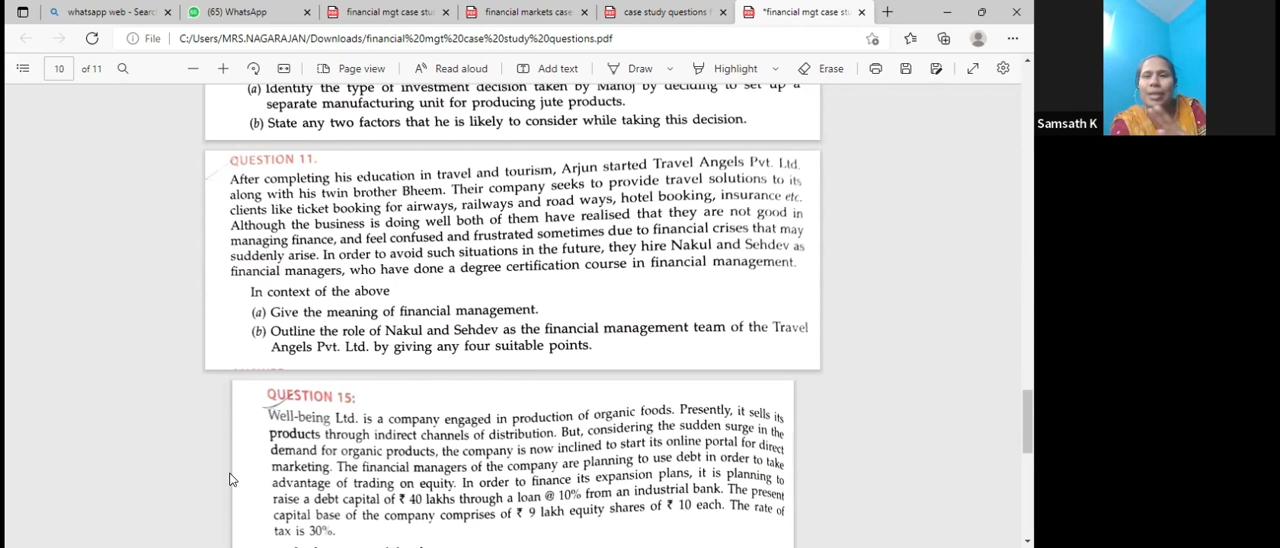 whatsapp web - Searc
(65) WhatsApp
financial mgt case stu
financial markets case
case study questions f
*financial mgt case stu
File
C:/Users/MRS.NAGARAJAN/Downloads/financial%20mgt%20case%20study%20questions.pdf
10 of 11
Page view
Read aloud
Add text
Draw
Highlight
Erase
Samsath K
(a) Identify the type of investment decision taken by Manoj by deciding to set up a
separate manufacturing unit for producing jute products.
(b) State any two factors that he is likely to consider while taking this decision.
QUESTION 11.
After completing his education in travel and tourism, Arjun started Travel Angels Pvt. Ltd.
along with his twin brother Bheem. Their company seeks to provide travel solutions to its
clients like ticket booking for airways, railways and road ways, hotel booking, insurance etc.
Although the business is doing well both of them have realised that they are not good in
managing finance, and feel confused and frustrated sometimes due to financial crises that may
suddenly arise. In order to avoid such situations in the future, they hire Nakul and Sehdev as
financial managers, who have done a degree certification course in financial management.
In context of the above
(a) Give the meaning of financial management.
(b) Outline the role of Nakul and Sehdev as the financial management team of the Travel
Angels Pvt. Ltd. by giving any four suitable points.
QUESTION 15:
Well-being Ltd. is a company engaged in production of organic foods. Presently, it sells its
products through indirect channels of distribution. But, considering the sudden surge in the
demand for organic products, the company is now inclined to start its online portal for direct
marketing. The financial managers of the company are planning to use debt in order to take
advantage of trading on equity. In order to finance its expansion plans, it is planning to
raise a debt capital of ₹ 40 lakhs through a loan @ 10% from an industrial bank. The present
capital base of the company comprises of ₹ 9 lakh equity shares of ₹ 10 each. The rate of
tax is 30%.